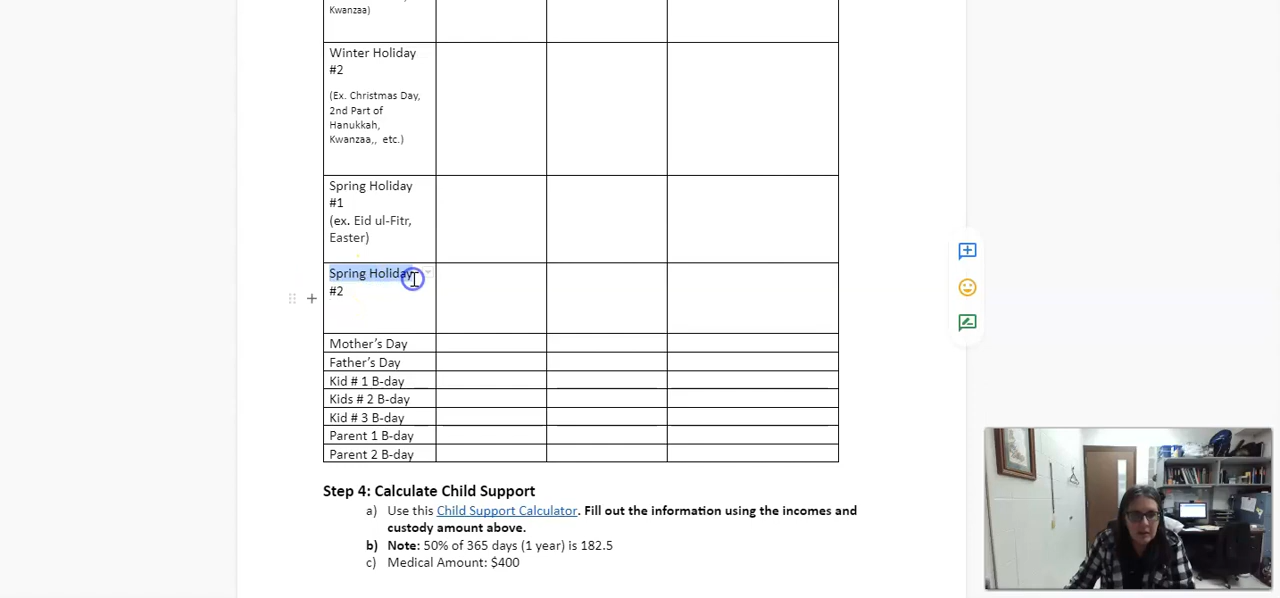 Kwanzaa)
Winter Holiday
#2
(Ex. Christmas Day,
2nd Part of
Hanukkah,
Kwanzaa,, etc.)
Spring Holiday
#1
(ex. Eid ul-Fitr,
Easter)
Spring Holiday
#2
Mother’s Day
Father’s Day
Kid # 1 B-day
Kids # 2 B-day
Kid # 3 B-day
Parent 1 B-day
Parent 2 B-day
Step 4: Calculate Child Support
a) Use this Child Support Calculator. Fill out the information using the incomes and
custody amount above.
b) Note: 50% of 365 days (1 year) is 182.5
c) Medical Amount: $400